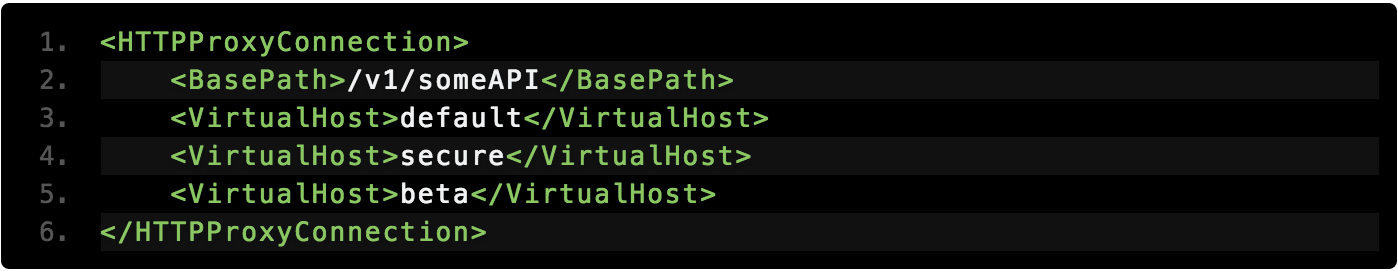 1. <HTTPProxyConnection>
2.     <BasePath>/v1/someAPI</BasePath>
3.     <VirtualHost>default</VirtualHost>
4.     <VirtualHost>secure</VirtualHost>
5.     <VirtualHost>beta</VirtualHost>
6. </HTTPProxyConnection>